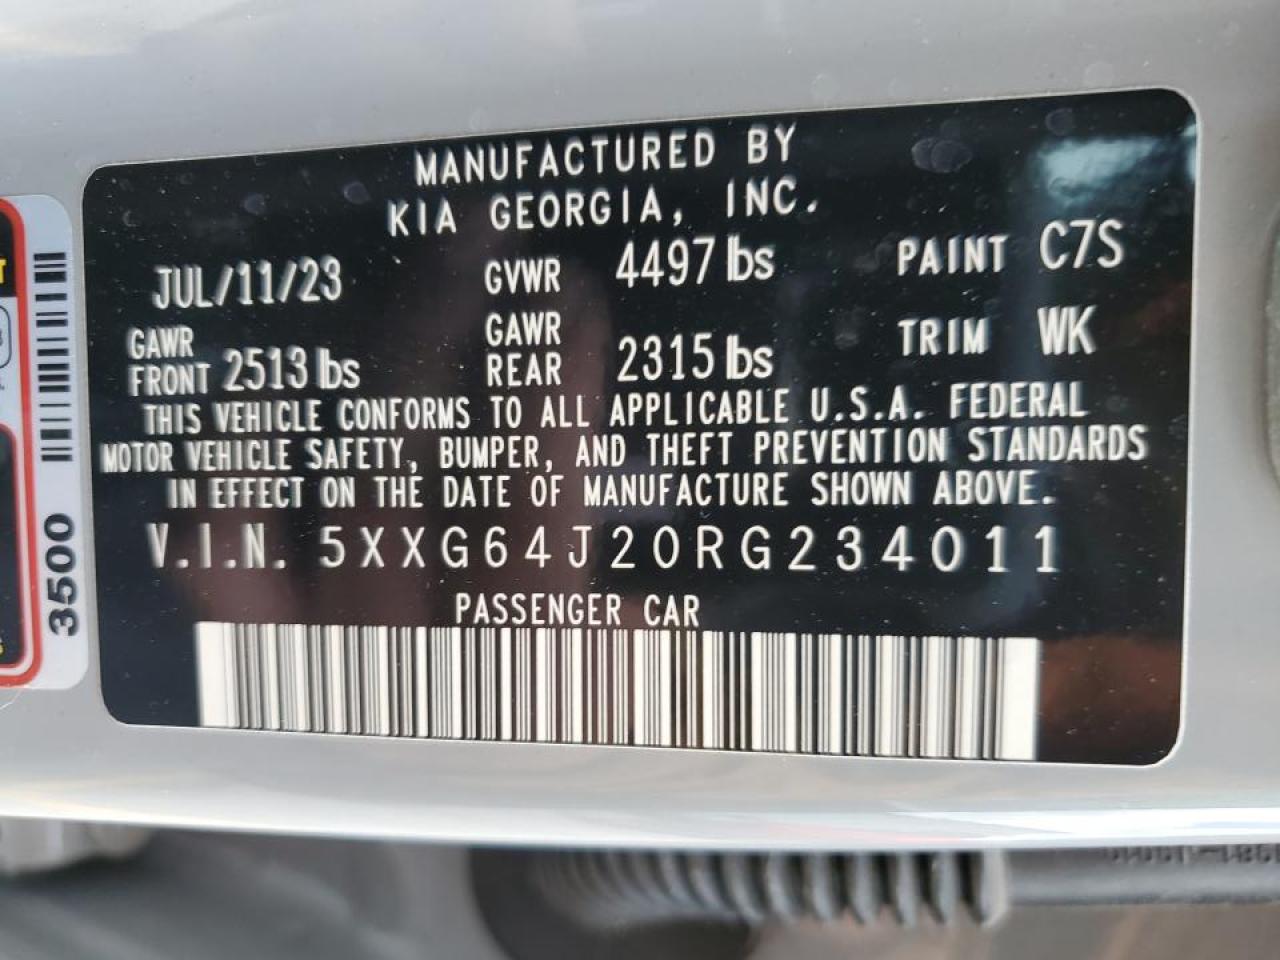 MANUFACTURED BY
KIA GEORGIA, INC.
JUL/11/23 GVWR 4497 lbs PAINT C7S
GAWR FRONT 2513 lbs GAWR REAR 2315 lbs TRIM WK
THIS VEHICLE CONFORMS TO ALL APPLICABLE U.S.A. FEDERAL
MOTOR VEHICLE SAFETY, BUMPER, AND THEFT PREVENTION STANDARDS
IN EFFECT ON THE DATE OF MANUFACTURE SHOWN ABOVE.
V.I.N. 5XXG64J20RG234011
PASSENGER CAR
3500